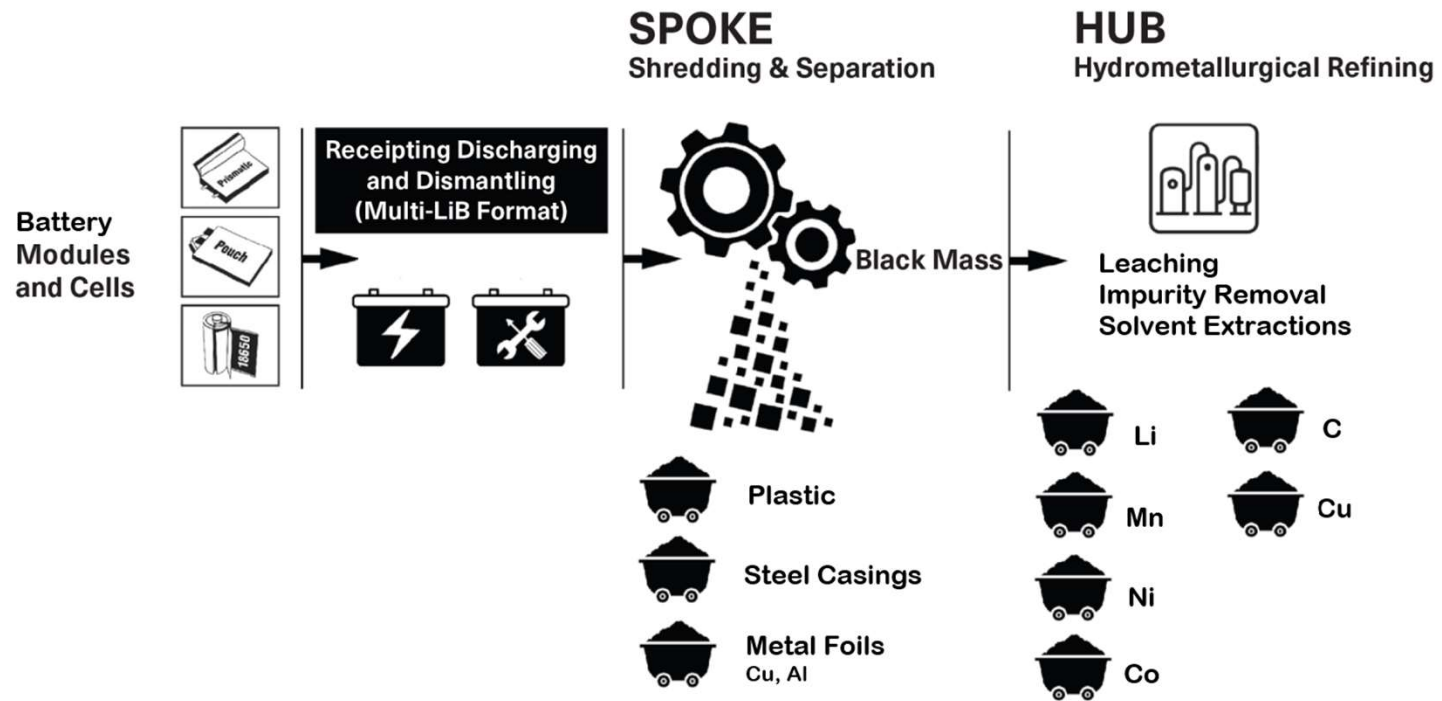 SPOKE
Shredding & Separation
HUB
Hydrometallurgical Refining
Battery
Modules
and Cells
Prismatic
Pouch
18650
Receipting Discharging
and Dismantling
(Multi-LiB Format)
Black Mass
Leaching
Impurity Removal
Solvent Extractions
Plastic
Steel Casings
Metal Foils
Cu, Al
Li
C
Mn
Cu
Ni
Co